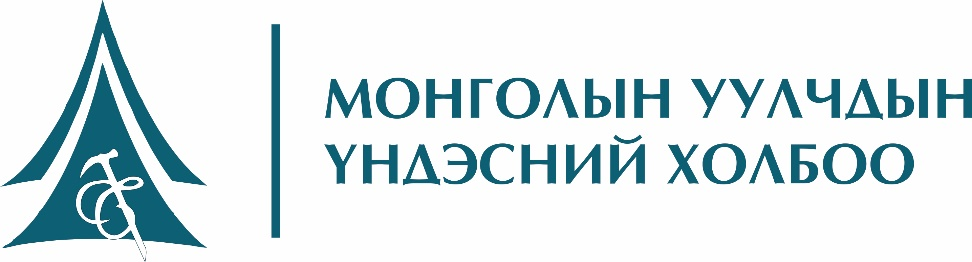 МОНГОЛЫН УУЛЧДЫН
ҮНДЭСНИЙ ХОЛБОО